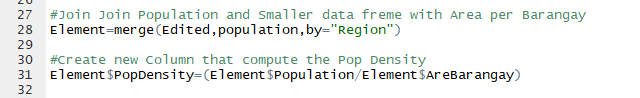 27 #Join Join Population and Smaller data freme with Area per Barangay
28 Element=merge(Edited,population,by="Region")
29
30 #Create new Column that compute the Pop Density
31 Element$PopDensity=(Element$Population/Element$AreBarangay)
32